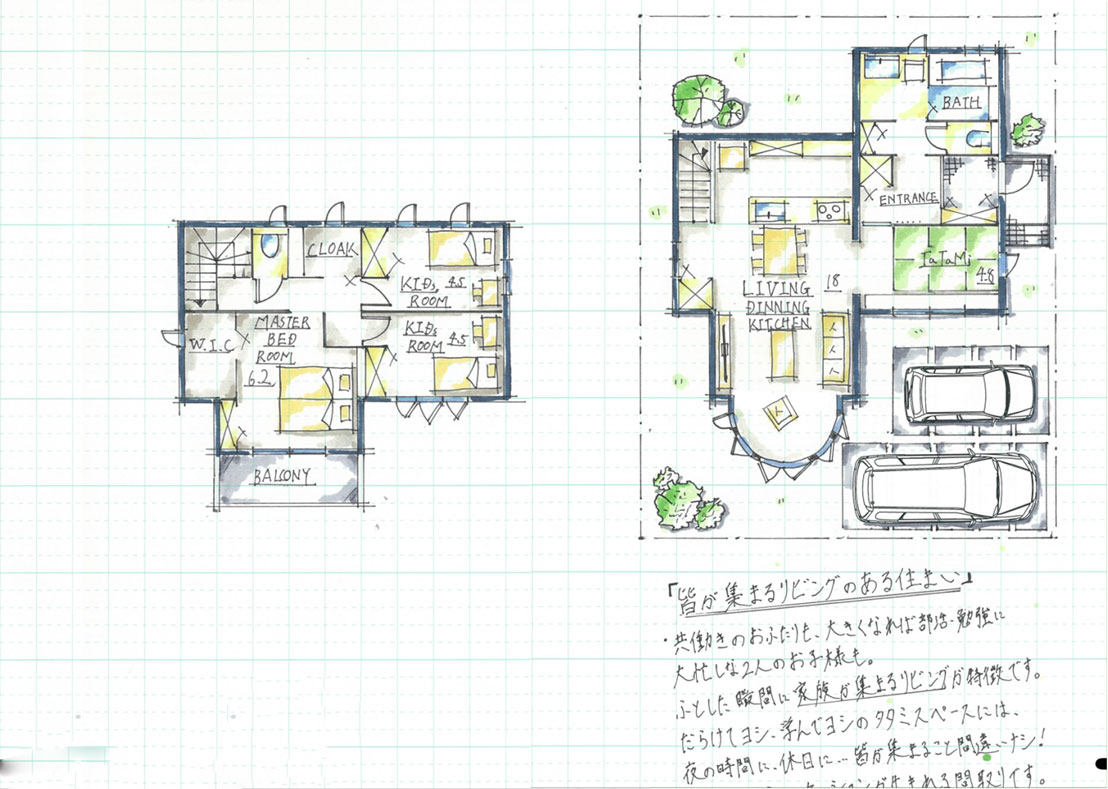 CLOAK
KIDs 4.5
ROOM
MASTER
BED
ROOM
6.2
W.I.C
KIDs
ROOM 4.5
BALCONY
BATH
ENTRANCE
TaTaMi
4.8
LIVING 18
DINNING
KITCHEN
「皆が集まるリビングのある住まい」
・共働きのおふたりも、大きくなれば部活・勉強に
大忙しな2人のお子様も。
ふとした瞬間に家族が集まるリビングが特徴です。
だらけてヨシ、学んでヨシのタタミスペースには、
夜の時間に、休日に…皆が集まること間違いナシ!
生まれる間取りです。